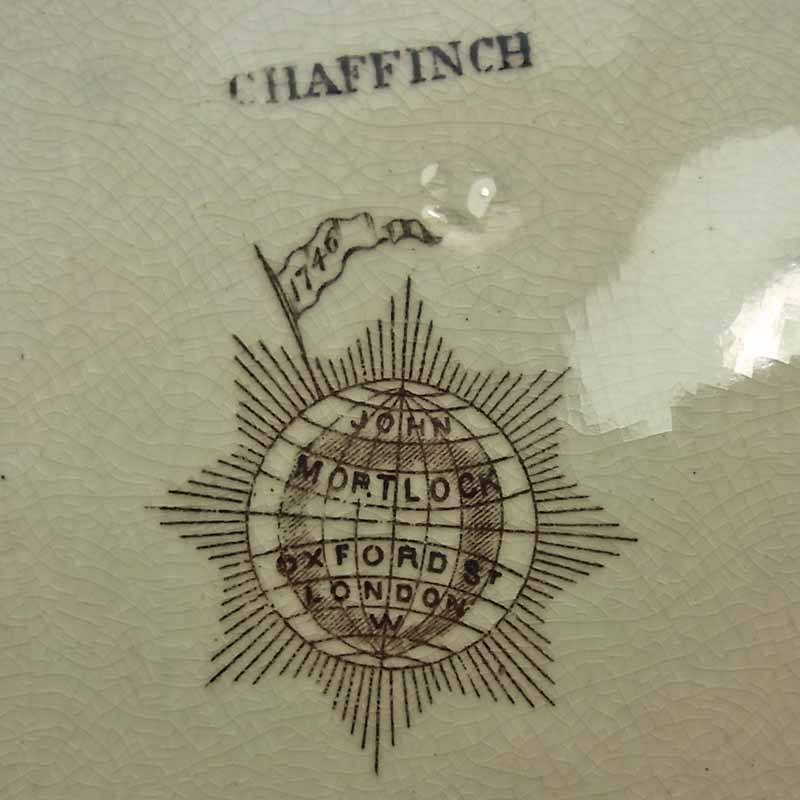 CHAFFINCH
1746
JOHN
MORTLOCK
OXFORD St
LONDON
W